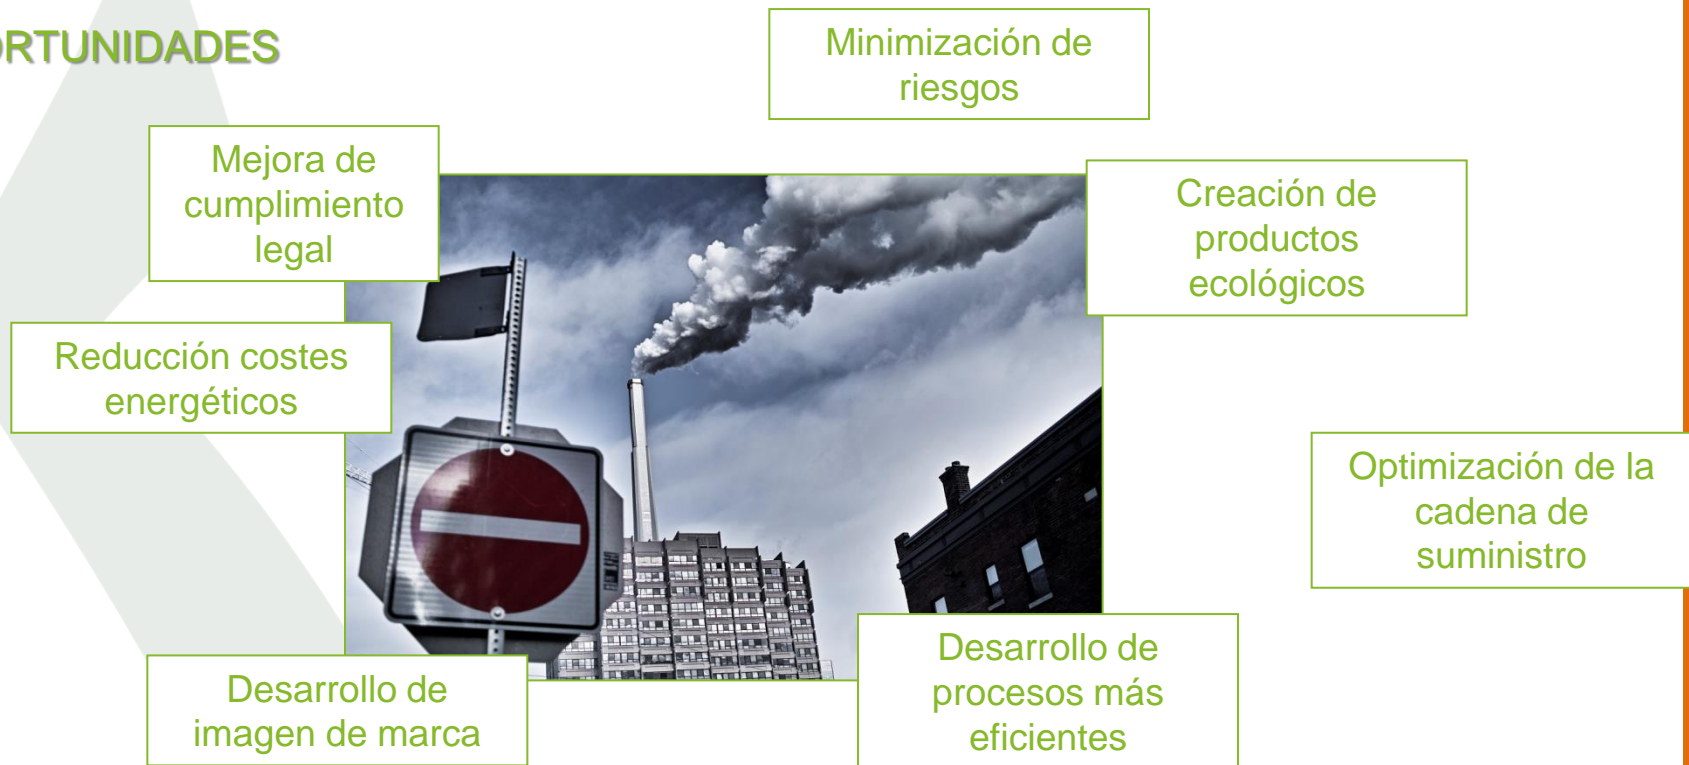 ORTUNIDADES
Minimización de
riesgos
Mejora de
cumplimiento
legal
Creación de
productos
ecológicos
Reducción costes
energéticos
Optimización de la
cadena de
suministro
Desarrollo de
imagen de marca
Desarrollo de
procesos más
eficientes